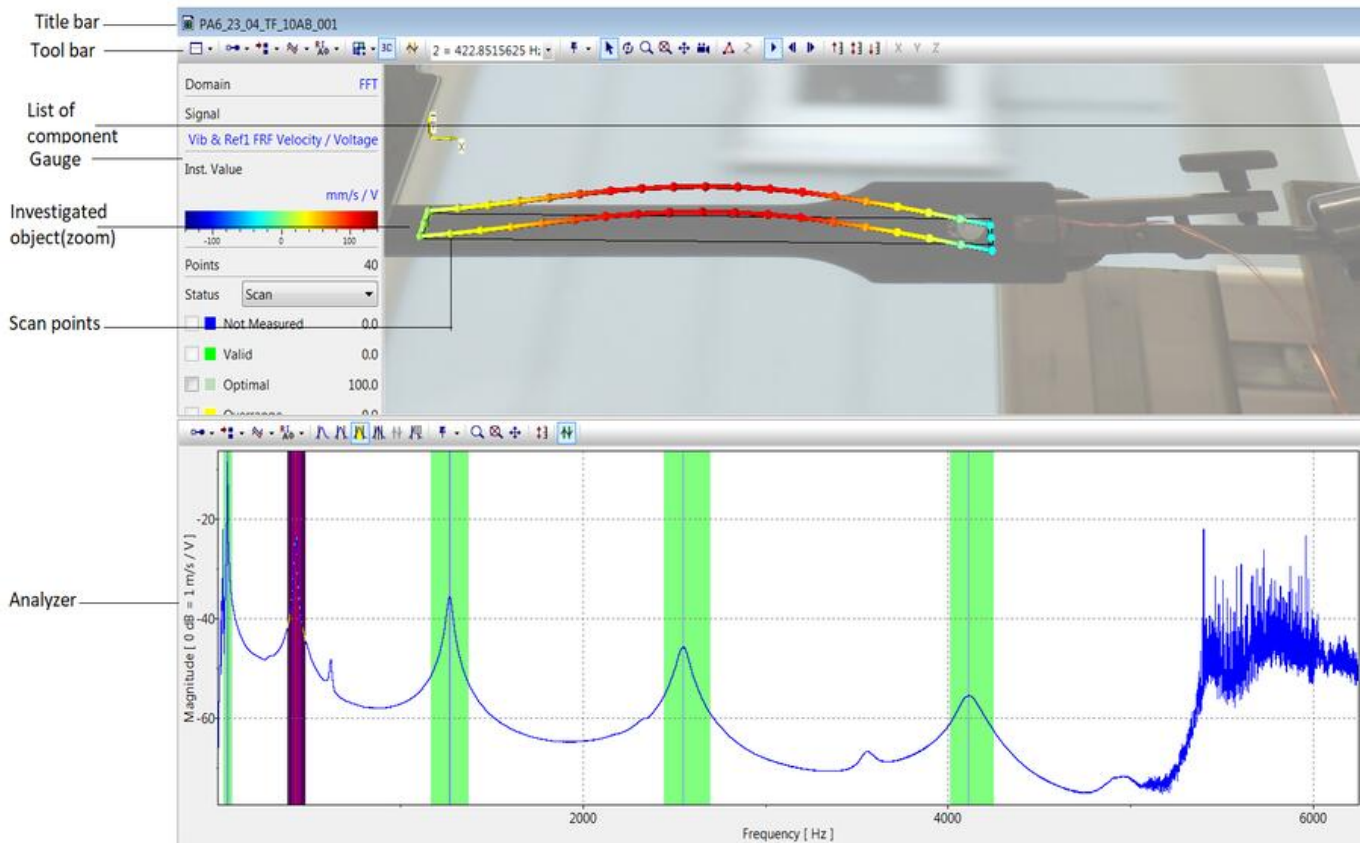 Title bar
PA6_23_04_TF_10AB_001
Tool bar
3D
2 = 422.8515625 H;
X Y Z
Domain
FFT
Signal
Vib & Ref1 FRF Velocity / Voltage
Inst. Value
mm/s / V
-100 0 100
Points 40
Status Scan
Not Measured 0.0
Valid 0.0
Optimal 100.0
Overrange 0.0
List of
component
Gauge
Investigated
object(zoom)
Scan points
X
Analyzer
Magnitude [ 0 dB = 1 m/s / V ]
-20
-40
-60
2000 4000 6000
Frequency [ Hz ]